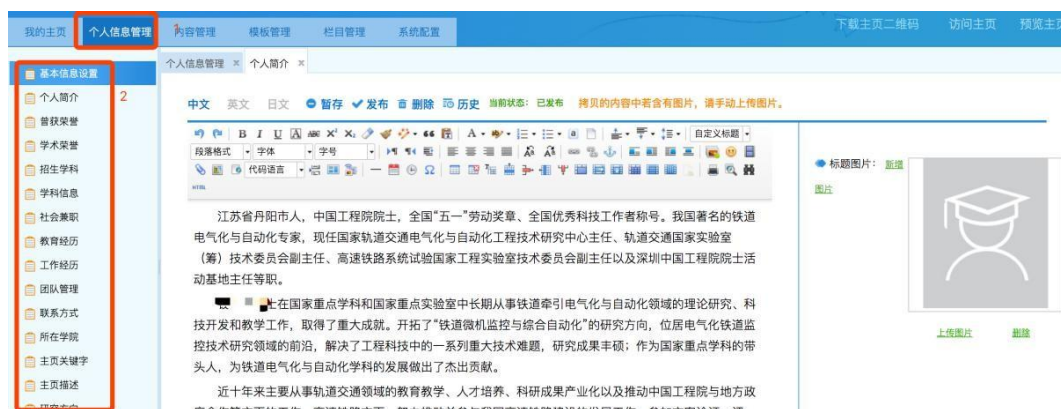 我的主页 个人信息管理 1 内容管理 模板管理 栏目管理 系统配置 下载主页二维码 访问主页 预览主页
个人信息管理 × 个人简介 ×
基本信息设置
个人简介 2
曾获荣誉
学术荣誉
招生学科
学科信息
社会兼职
教育经历
工作经历
团队管理
联系方式
所在学院
主页关键字
主页描述
研究方向
中文 英文 日文 暂存 发布 删除 历史 当前状态：已发布 拷贝的内容中若含有图片，请手动上传图片。
B I U A ABC X² X₂ 66 A a 自定义标题
段落格式 字体 字号
代码语言 Ω
HTML
江苏省丹阳市人，中国工程院院士，全国“五一”劳动奖章、全国优秀科技工作者称号。我国著名的铁道
电气化与自动化专家，现任国家轨道交通电气化与自动化工程技术研究中心主任、轨道交通国家实验室
（筹）技术委员会副主任、高速铁路系统试验国家工程实验室技术委员会副主任以及深圳中国工程院院士活
动基地主任等职。
士在国家重点学科和国家重点实验室中长期从事铁道牵引电气化与自动化领域的理论研究、科
技开发和教学工作，取得了重大成就。开拓了“铁道微机监控与综合自动化”的研究方向，位居电气化铁道监
控技术研究领域的前沿，解决了工程科技中的一系列重大技术难题，研究成果丰硕；作为国家重点学科的带
头人，为铁道电气化与自动化学科的发展做出了杰出贡献。
近十年来主要从事轨道交通领域的教育教学、人才培养、科研成果产业化以及推动中国工程院与地方政
标题图片： 新增
图片
上传图片 删除